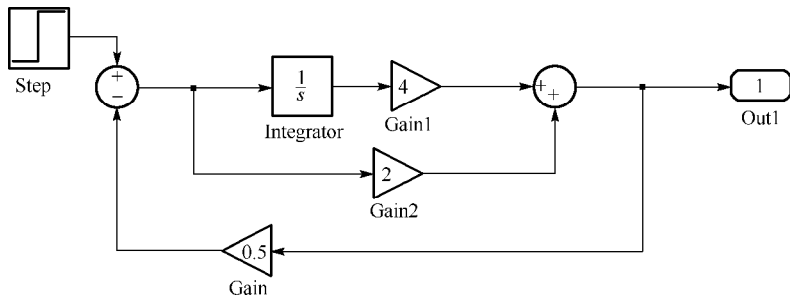 Step
+
−
1
s
Integrator
4
Gain1
+
+
1
Out1
2
Gain2
0.5
Gain